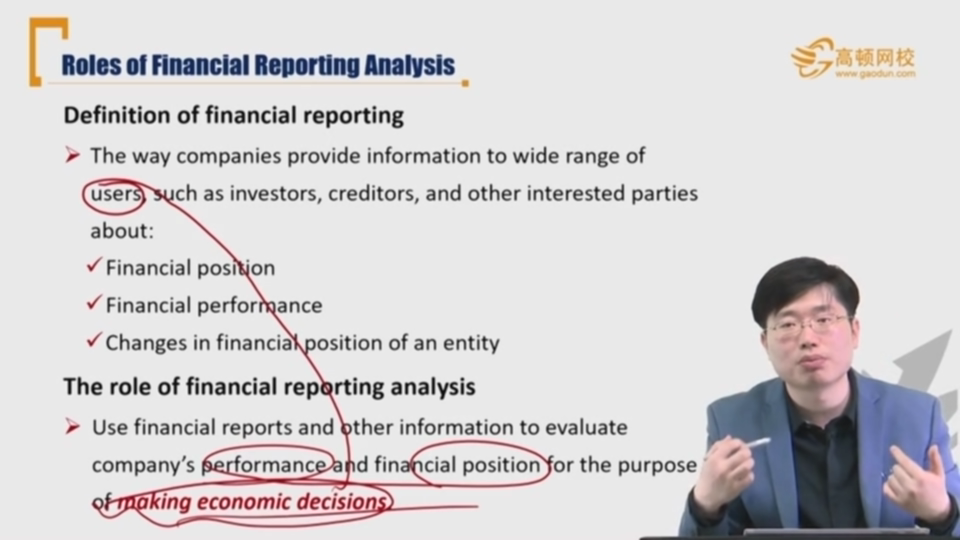 Roles of Financial Reporting Analysis
高顿网校
www.gaodun.com
Definition of financial reporting
The way companies provide information to wide range of
users, such as investors, creditors, and other interested parties
about:
Financial position
Financial performance
Changes in financial position of an entity
The role of financial reporting analysis
Use financial reports and other information to evaluate
company's performance and financial position for the purpose
of making economic decisions